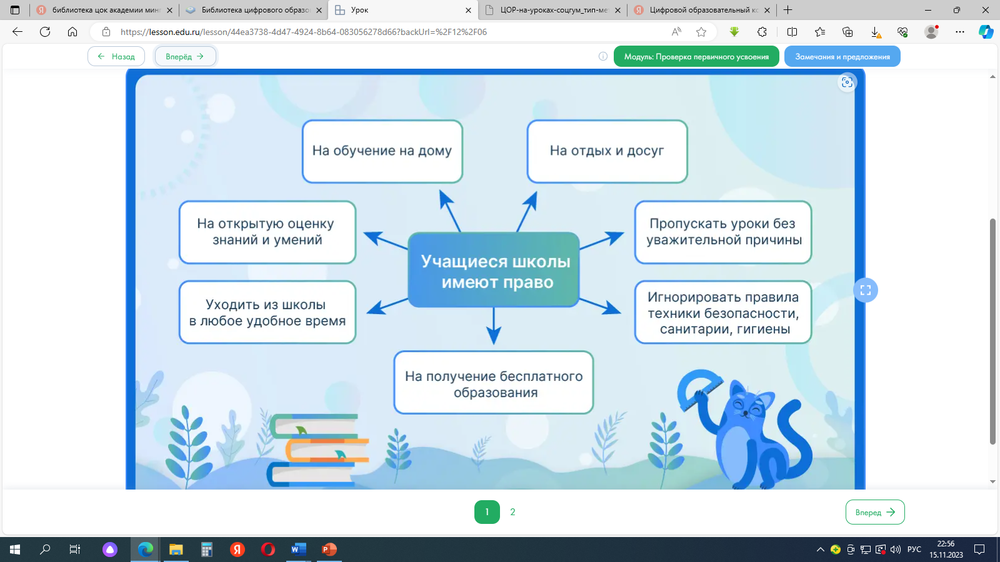 библиотека цок академии мин
Библиотека цифрового образо
Урок
ЦОР-на-уроках-соцгум_тип-ме
Цифровой образовательный к
https://lesson.edu.ru/lesson/44ea3738-4d47-4924-8b64-083056278d66?backUrl=%2F12%2F06
Назад
Вперёд
Модуль: Проверка первичного усвоения
Замечания и предложения
На обучение на дому
На отдых и досуг
На открытую оценку
знаний и умений
Пропускать уроки без
уважительной причины
Учащиеся школы
имеют право
Уходить из школы
в любое удобное время
Игнорировать правила
техники безопасности,
санитарии, гигиены
На получение бесплатного
образования
1
2
Вперед
РУС
22:56
15.11.2023